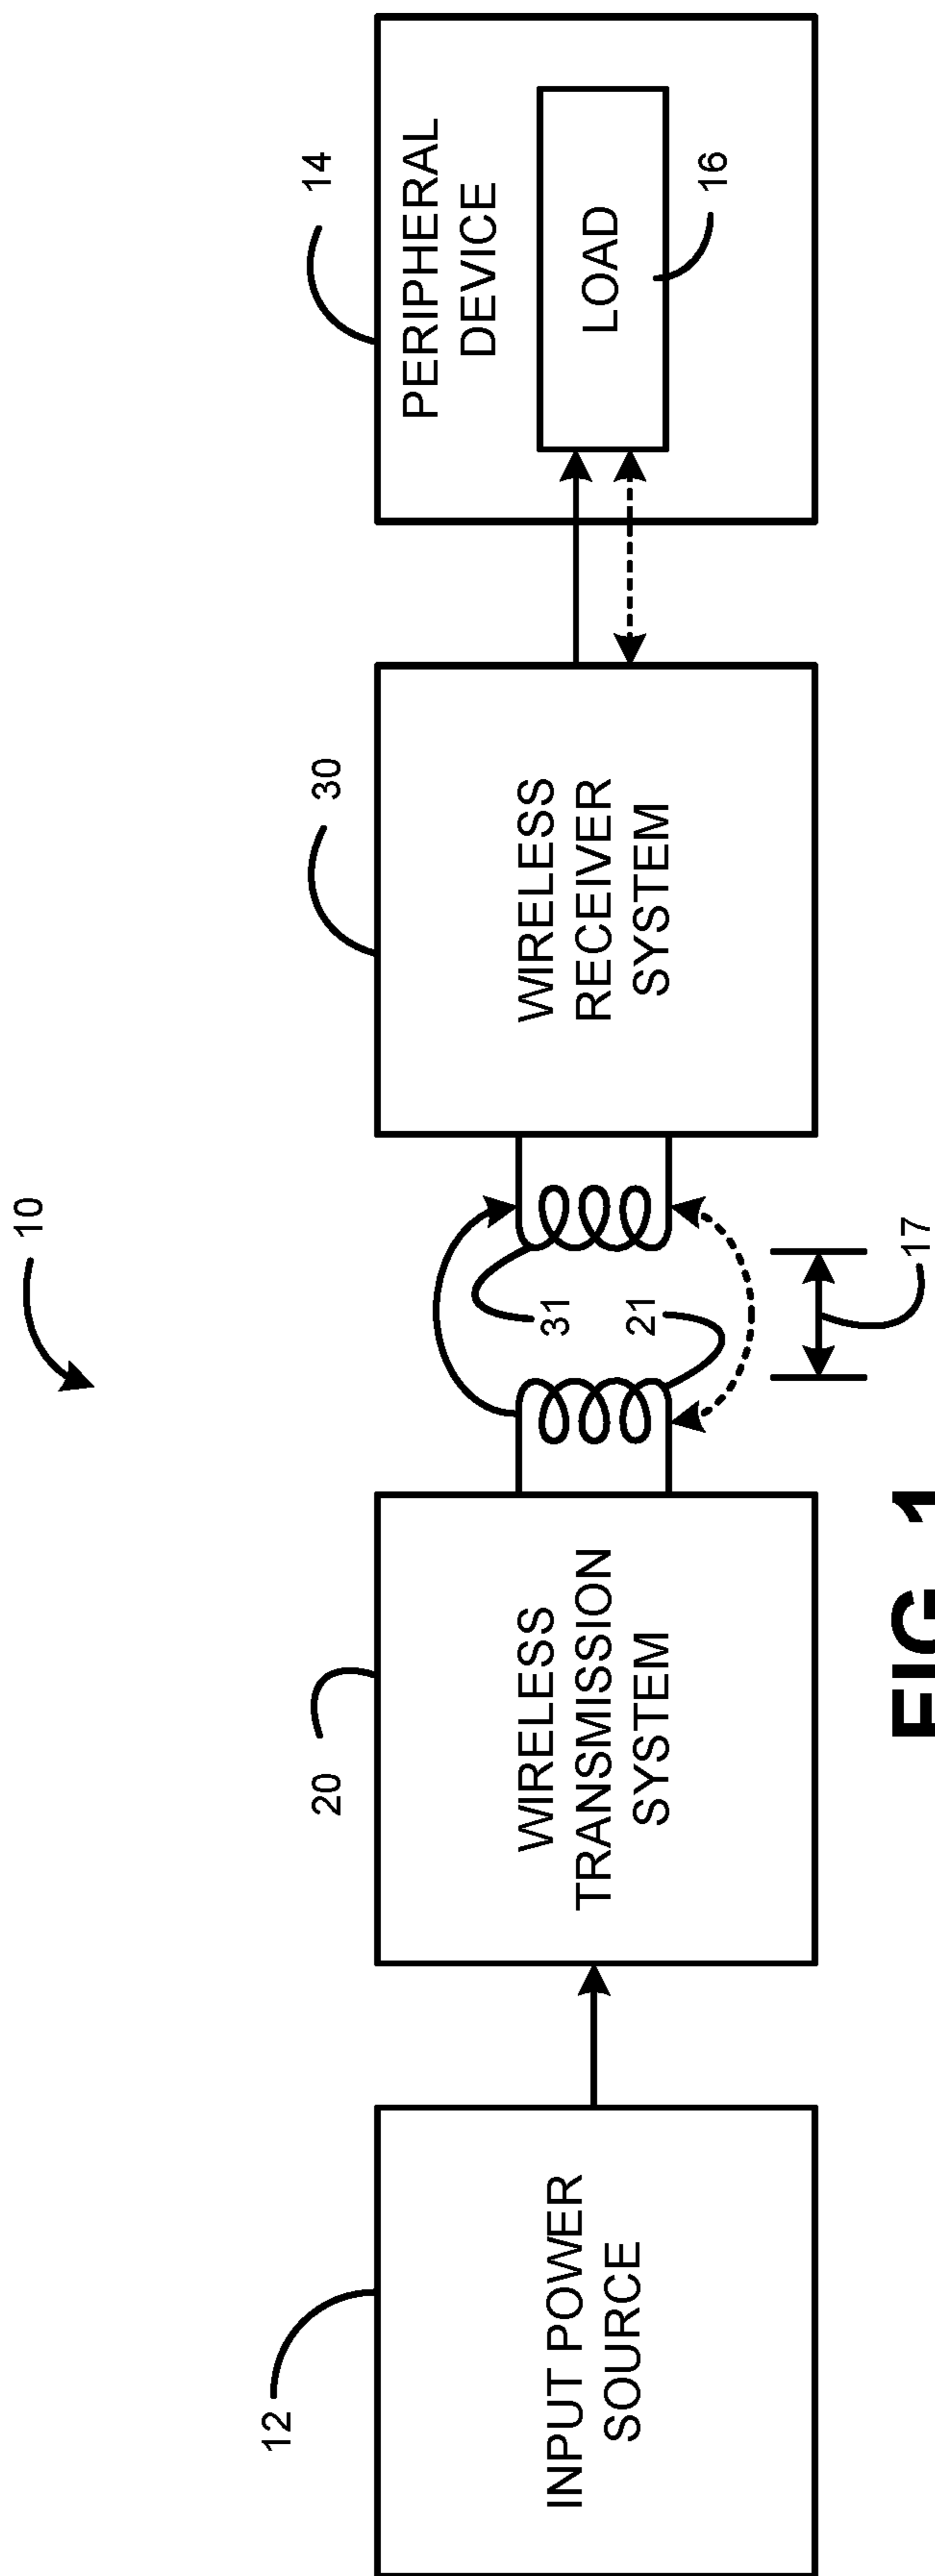 10
12
INPUT POWER
SOURCE
20
WIRELESS
TRANSMISSION
SYSTEM
21
31
17
30
WIRELESS
RECEIVER
SYSTEM
14
PERIPHERAL
DEVICE
LOAD
16
FIG. 1